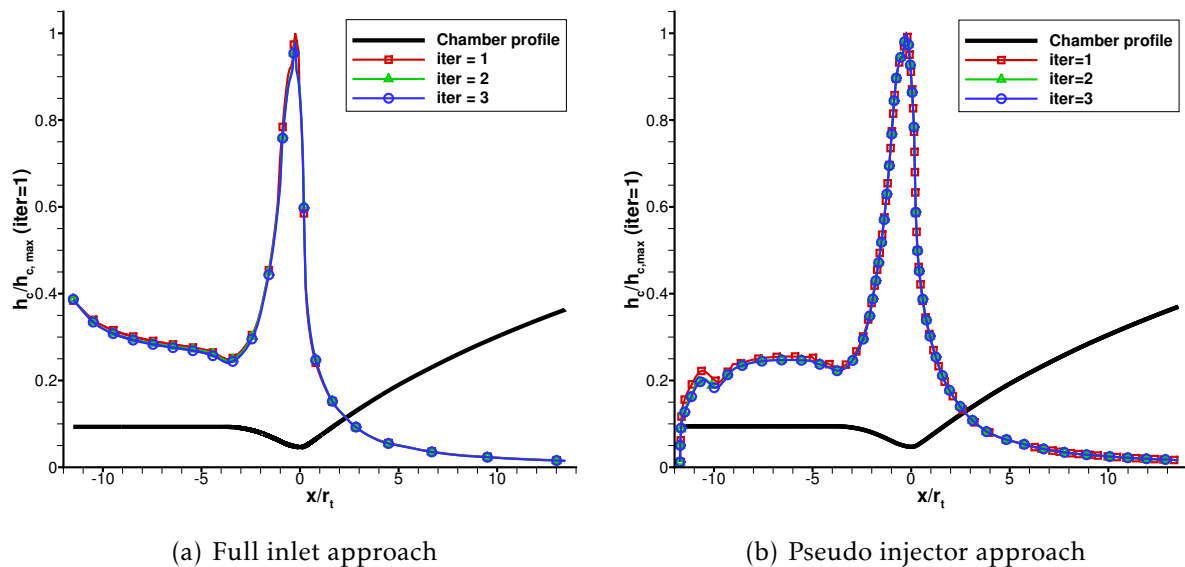 h_c/h_c, max (iter=1)
1
0.8
0.6
0.4
0.2
0
-10
-5
0
5
10
x/r_t
Chamber profile
iter = 1
iter = 2
iter = 3
(a) Full inlet approach
h_c/h_c,max (iter=1)
1
0.8
0.6
0.4
0.2
0
-10
-5
0
5
10
x/r_t
Chamber profile
iter=1
iter=2
iter=3
(b) Pseudo injector approach